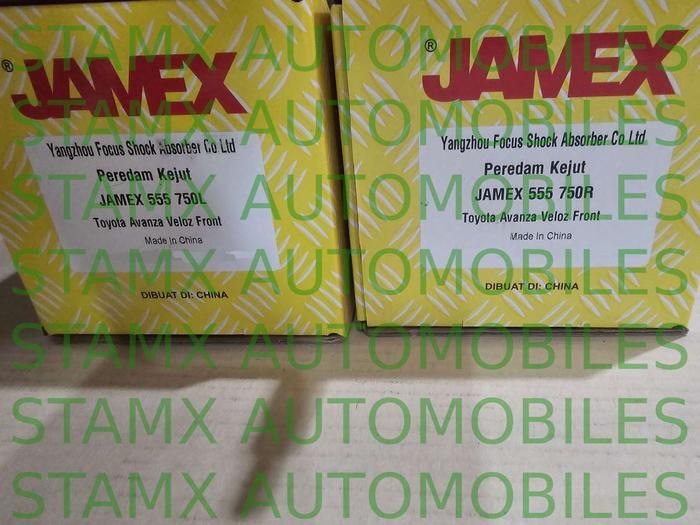 STAMX AUTOMOBILES
® JAMEX
Yangzhou Focus Shock Absorber Co Ltd
Peredam Kejut
JAMEX 555 750L
Toyota Avanza Veloz Front
Made In China
DIBUAT DI: CHINA
® JAMEX
Yangzhou Focus Shock Absorber Co Ltd
Peredam Kejut
JAMEX 555 750R
Toyota Avanza Veloz Front
Made In China
DIBUAT DI: CHINA
STAMX AUTOMOBILES
STAMX AUTOMOBILES
STAMX AUTOMOBILES
STAMX AUTOMOBILES
STAMX AUTOMOBILES
STAMX AUTOMOBILES
STAMX AUTOMOBILES